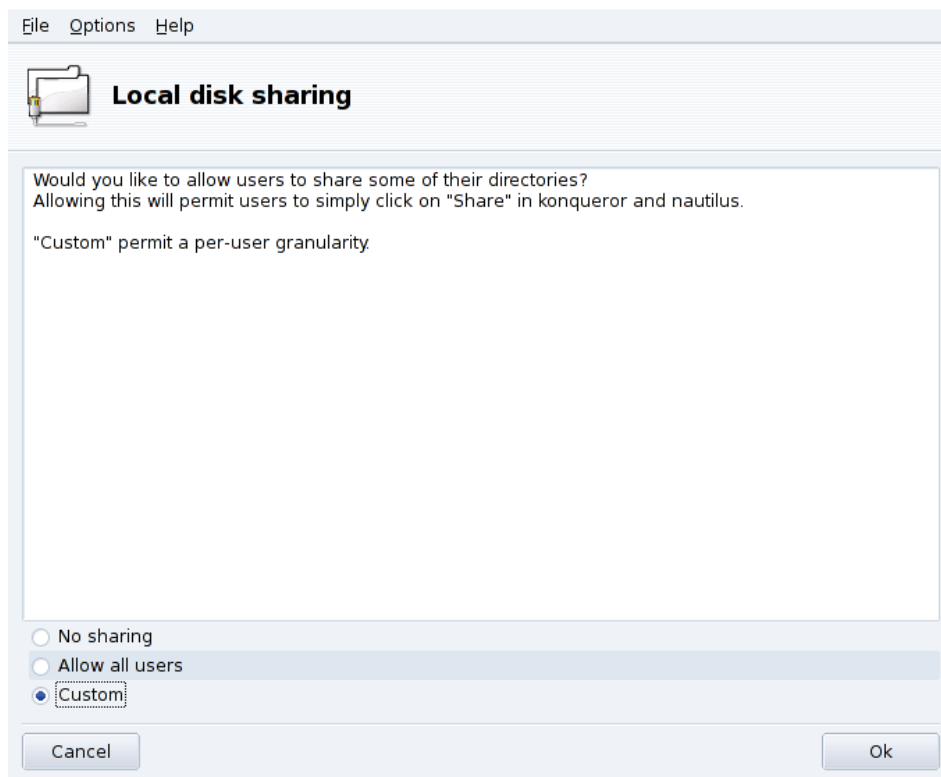 File Options Help
Local disk sharing
Would you like to allow users to share some of their directories?
Allowing this will permit users to simply click on "Share" in konqueror and nautilus.
"Custom" permit a per-user granularity.
No sharing
Allow all users
Custom
Cancel Ok